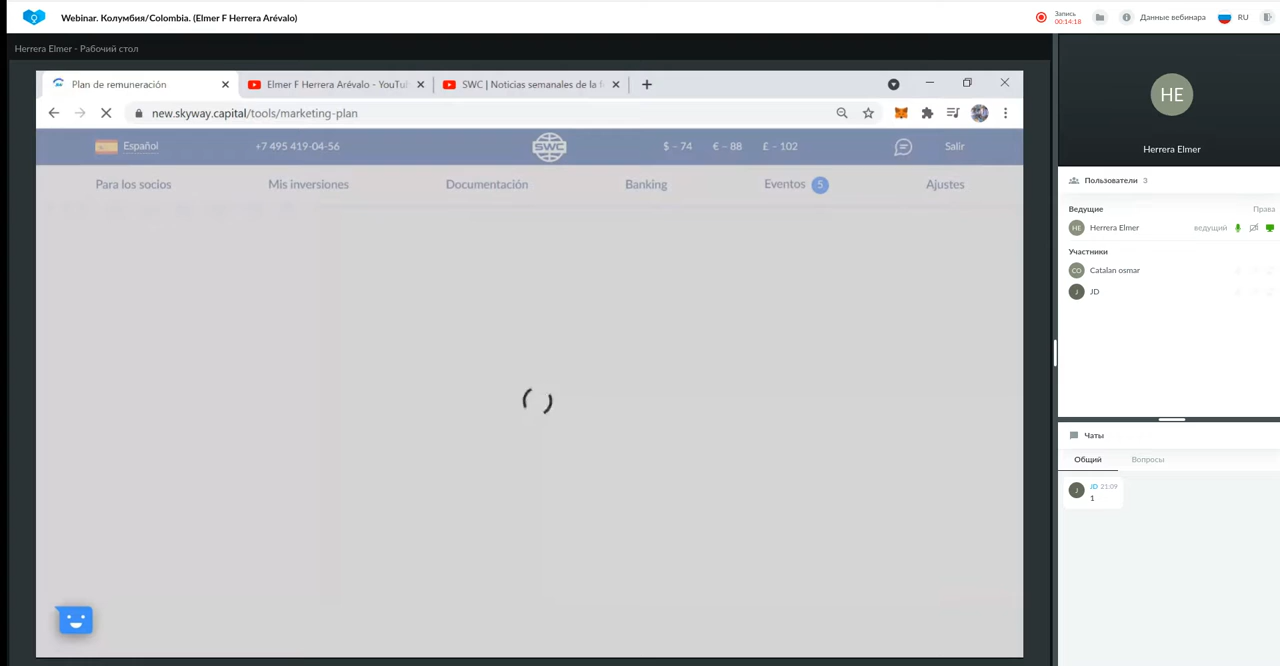 Webinar. Колумбия/Colombia. (Elmer F Herrera Arévalo)
Запись
00:14:18
Данные вебинара
RU
Herrera Elmer - Рабочий стол
Plan de remuneración
Elmer F Herrera Arévalo - YouTu
SWC | Noticias semanales de la
new.skyway.capital/tools/marketing-plan
Español
+7 495 419-04-56
SWC
$ – 74
€ – 88
£ – 102
Salir
Para los socios
Mis inversiones
Documentación
Banking
Eventos 5
Ajustes
HE
Herrera Elmer
Пользователи 3
Ведущие
Права
HE Herrera Elmer ведущий
Участники
CO Catalan osmar
J JD
Чаты
Общий
Вопросы
J JD 21:09
1